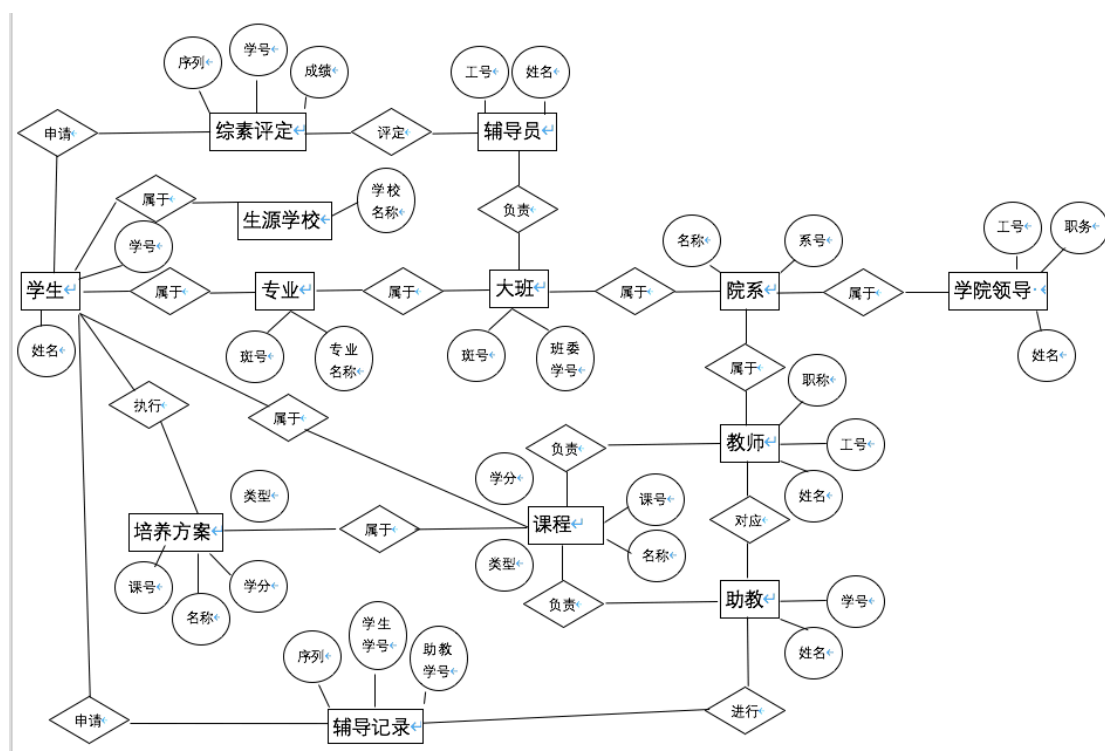 序列
学号
成绩
工号
姓名
申请
综素评定
评定
辅导员
属于
学校
名称
生源学校
负责
学号
名称
系号
工号
职务
学生
属于
专业
属于
大班
属于
院系
属于
学院领导
姓名
斑号
专业
名称
斑号
班委
学号
姓名
执行
属于
属于
职称
负责
教师
工号
学分
姓名
类型
课号
培养方案
属于
课程
对应
名称
课号
学分
类型
名称
负责
助教
学号
学生
学号
助教
学号
姓名
序列
申请
辅导记录
进行